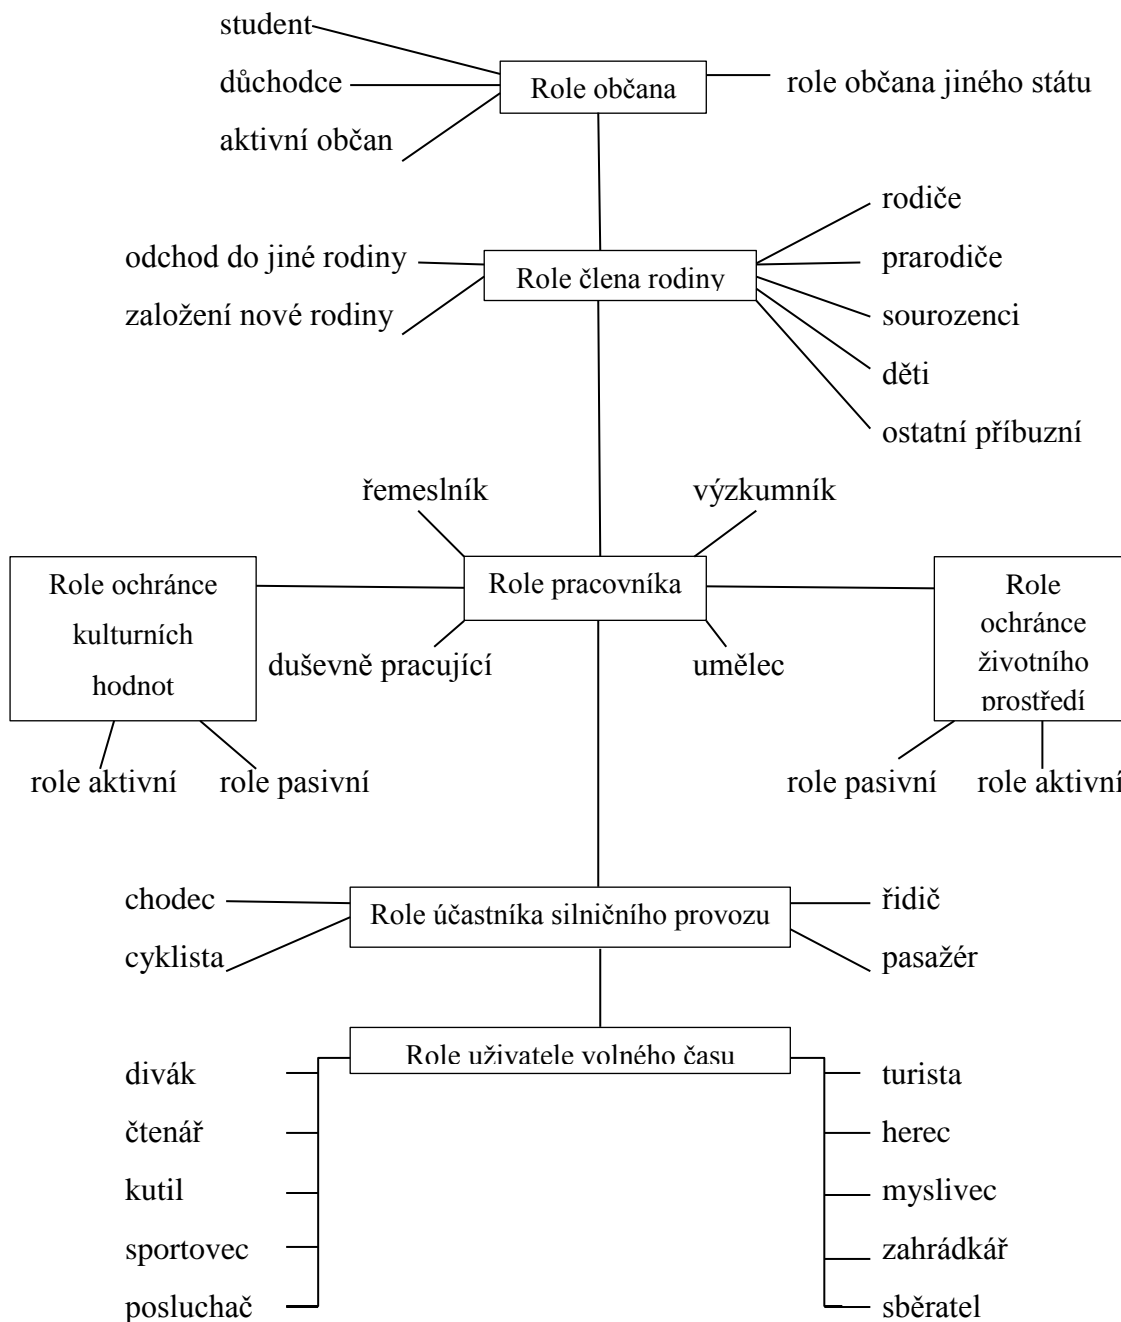 student
důchodce
aktivní občan
Role občana
role občana jiného státu
odchod do jiné rodiny
založení nové rodiny
Role člena rodiny
rodiče
prarodiče
sourozenci
děti
ostatní příbuzní
řemeslník
výzkumník
Role ochránce
kulturních
hodnot
Role pracovníka
Role
ochránce
životního
prostředí
duševně pracující
umělec
role aktivní
role pasivní
role pasivní
role aktivní
chodec
cyklista
Role účastníka silničního provozu
řidič
pasažér
Role uživatele volného času
divák
čtenář
kutil
sportovec
posluchač
turista
herec
myslivec
zahrádkář
sběratel